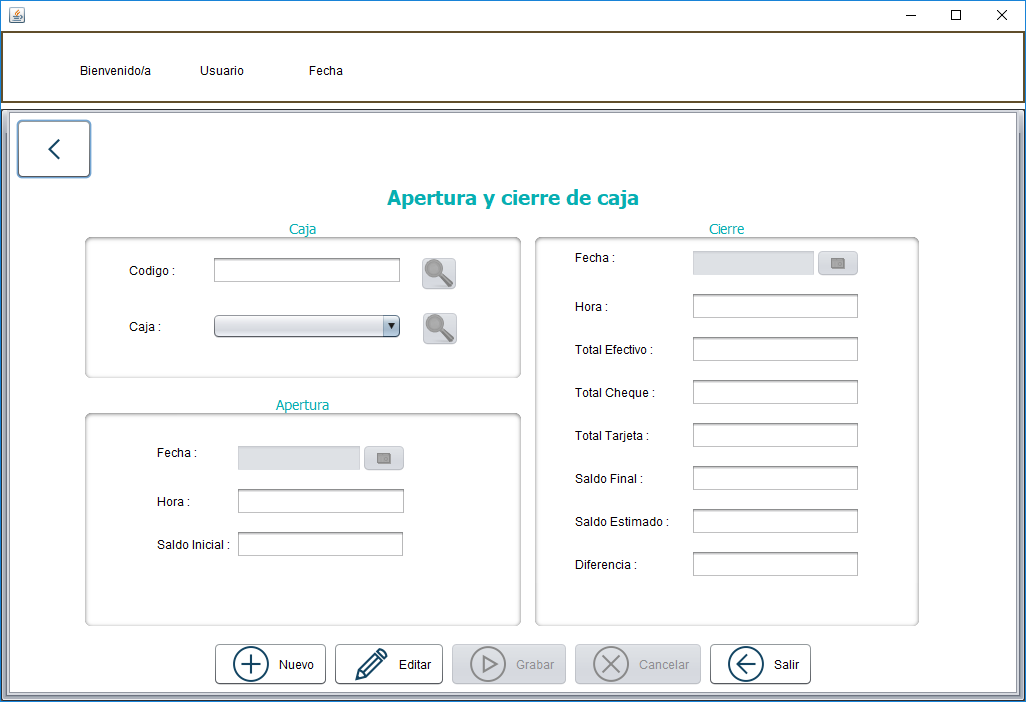 Bienvenido/a Usuario Fecha
Apertura y cierre de caja
Caja
Codigo :
Caja :
Apertura
Fecha :
Hora :
Saldo Inicial :
Cierre
Fecha :
Hora :
Total Efectivo :
Total Cheque :
Total Tarjeta :
Saldo Final :
Saldo Estimado :
Diferencia :
Nuevo Editar Grabar Cancelar Salir